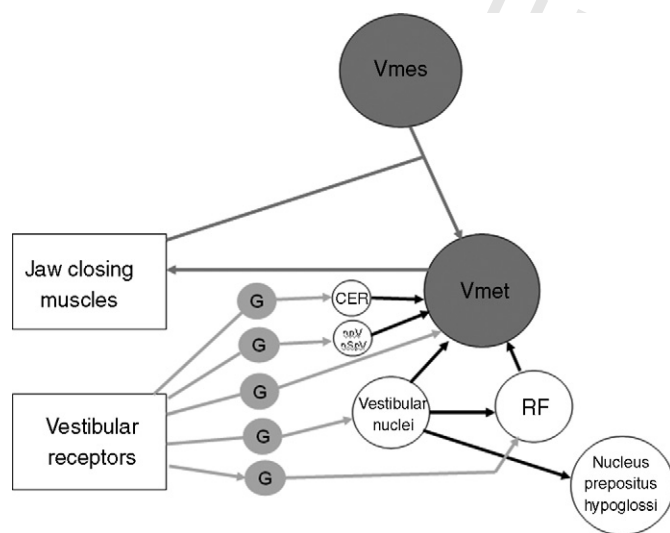 Vmes
Jaw closing
muscles
Vmet
G
CER
G
G
Vestibular
receptors
G
Vestibular
nuclei
RF
G
Nucleus
prepositus
hypoglossi